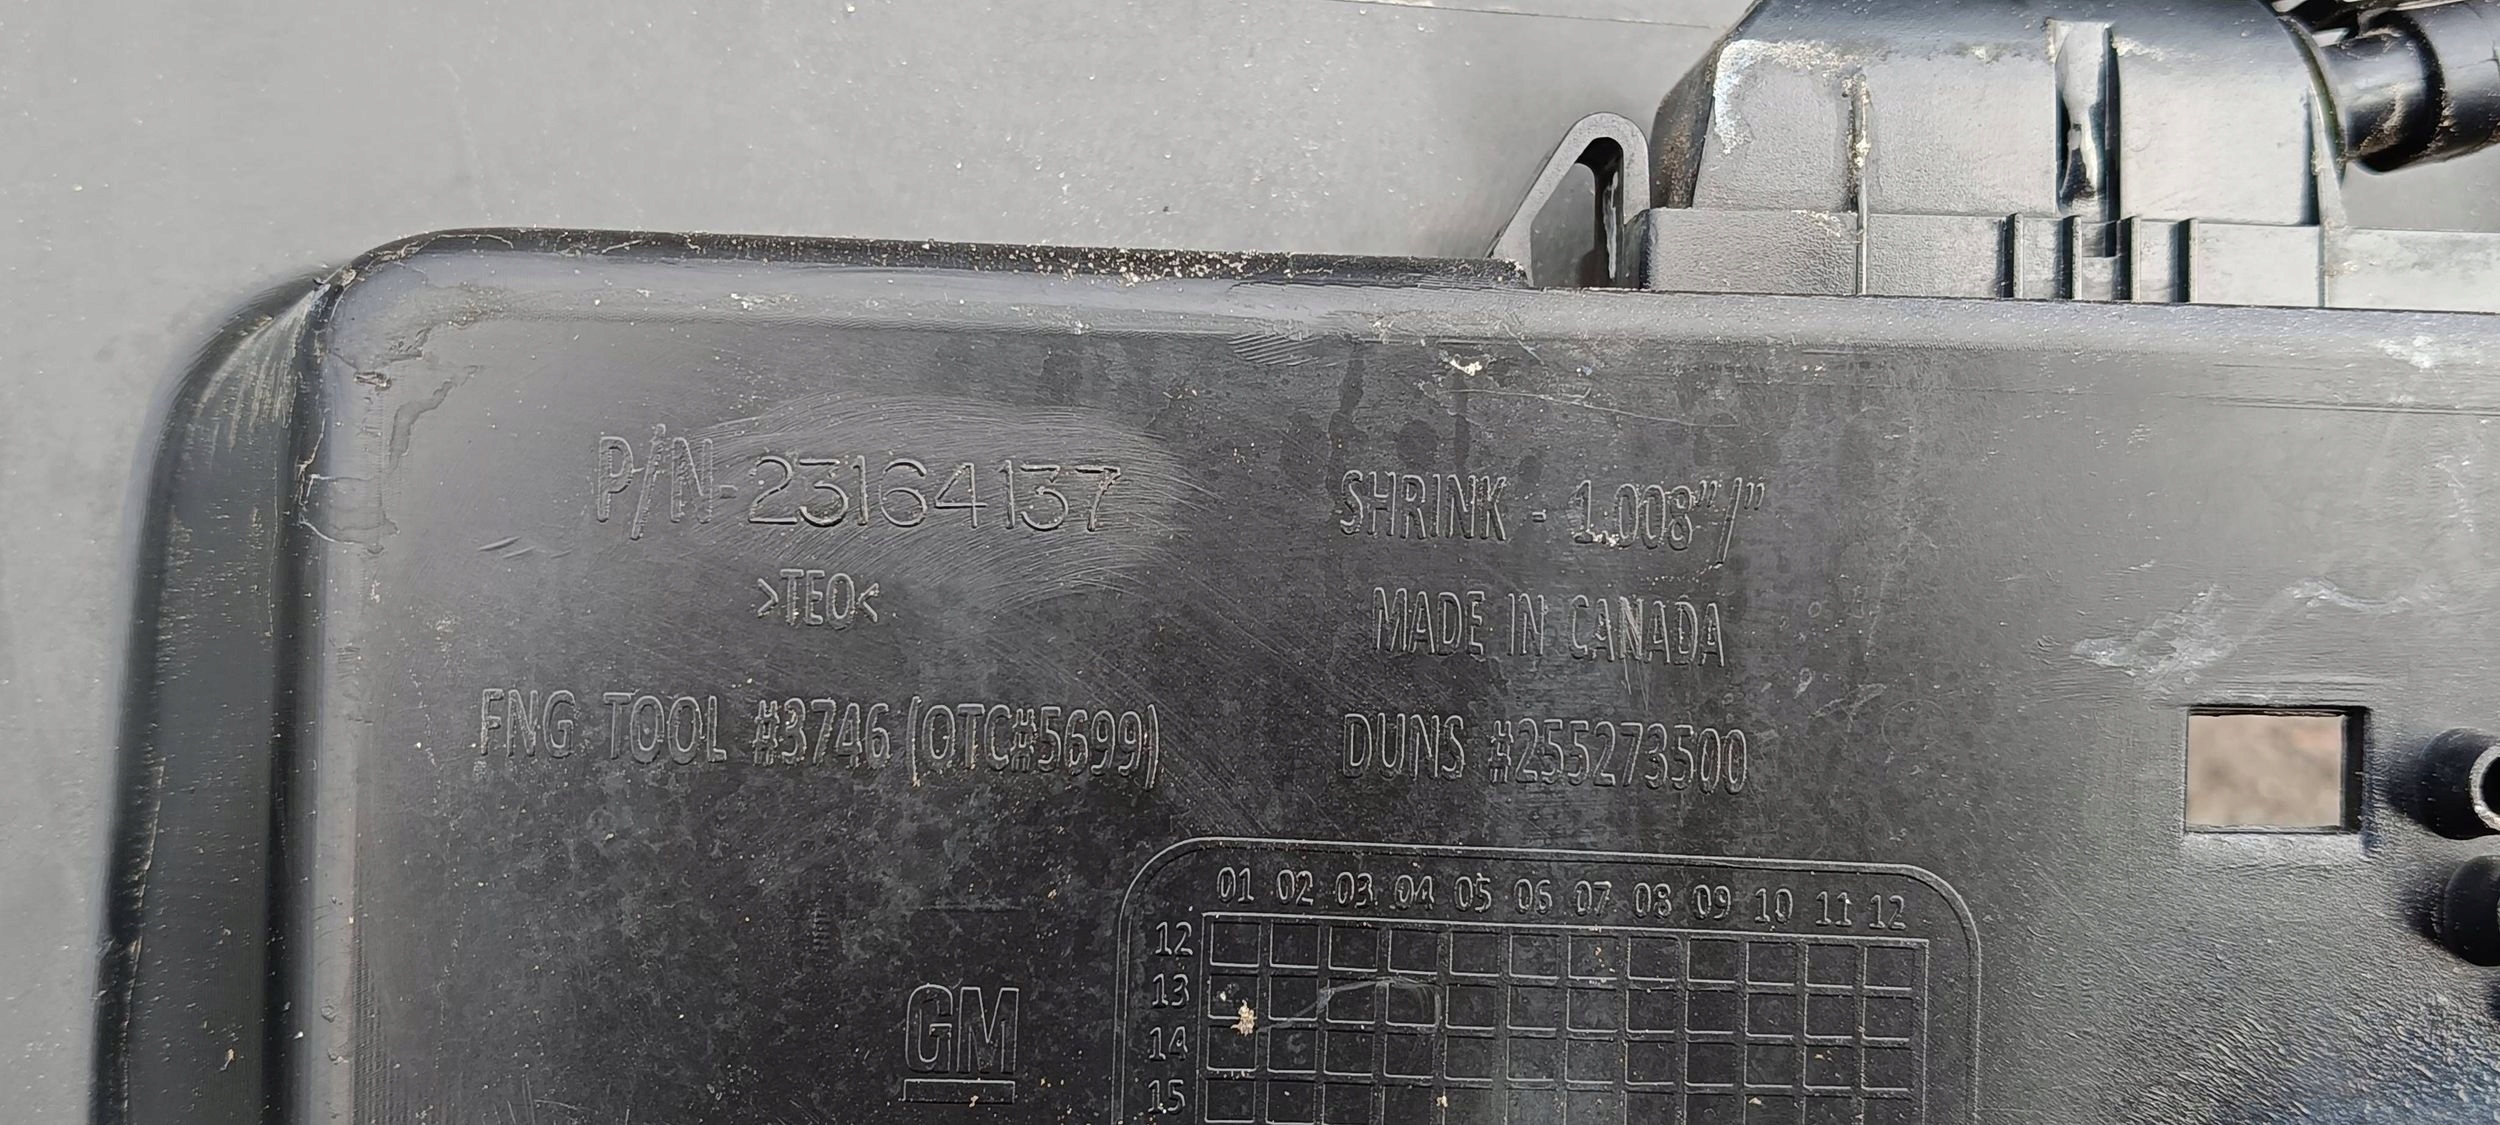 P/N-23164137
>TEO<
FNG TOOL #3746 (OTC#5699)
SHRINK - 1.008"/"
MADE IN CANADA
DUNS #255273500
GM
01 02 03 04 05 06 07 08 09 10 11 12
12
13
14
15